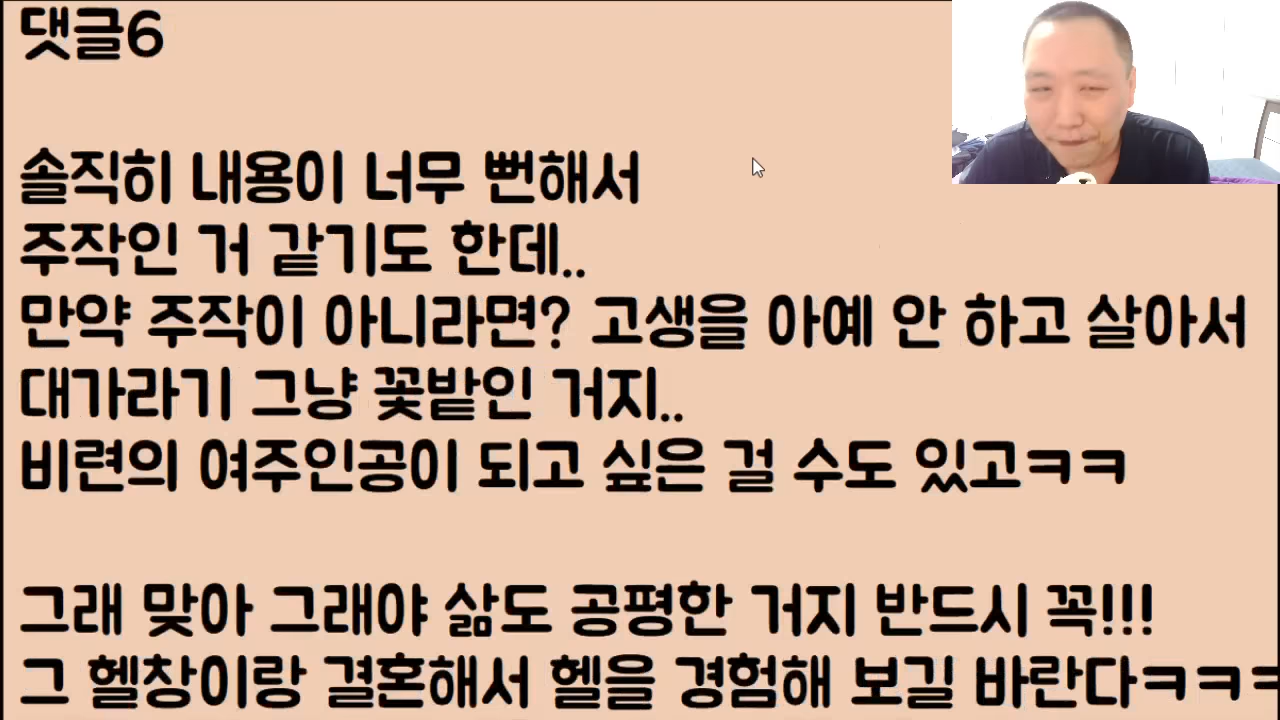 댓글6
솔직히 내용이 너무 뻔해서
주작인 거 같기도 한데..
만약 주작이 아니라면? 고생을 아예 안 하고 살아서
대가라기 그냥 꽃밭인 거지..
비련의 여주인공이 되고 싶은 걸 수도 있고ㅋㅋ
그래 맞아 그래야 삶도 공평한 거지 반드시 꼭!!!
그 헬창이랑 결혼해서 헬을 경험해 보길 바란다ㅋㅋㅋ